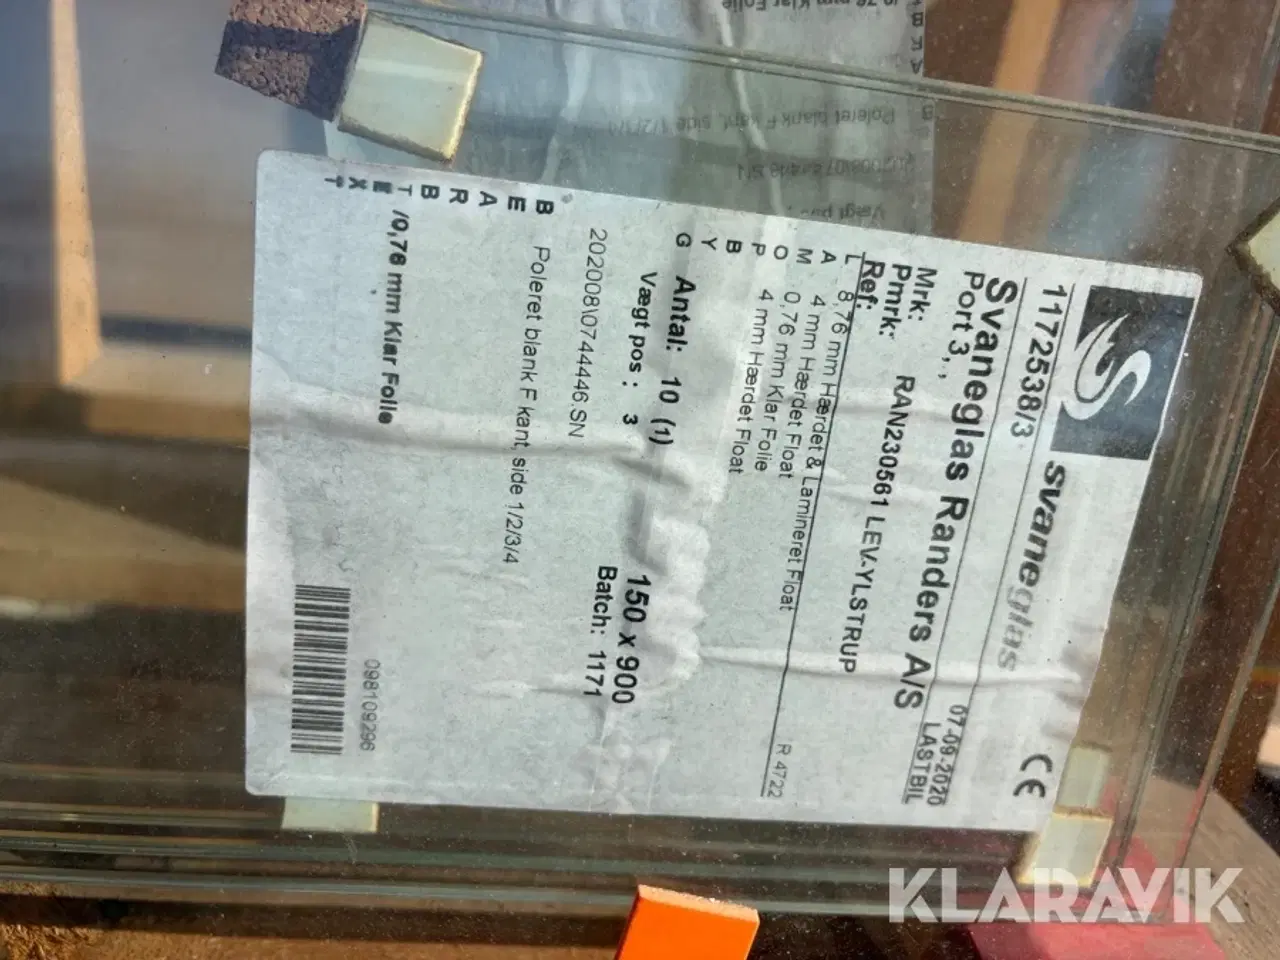 svaneglas
CE
1172538/3
07-09-2020
Svaneglas Randers A/S
LASTBIL
Port 3, ,
Mrk:
Pmrk: RAN230561 LEV-YLSTRUP
Ref:
L 8,76 mm Hærdet & Lamineret Float
R 4722
A 4 mm Hærdet Float
M 0,76 mm Klar Folie
O 4 mm Hærdet Float
P
B
Y
G
Antal: 10 (1)
150 x 900
Vægt pos : 3
Batch: 1171
202008\0744446.SN
B Poleret blank F kant, side 1/2/3/4
E
A
R
B
T /0,76 mm Klar Folie
E
X
T
098109296
KLARAVIK